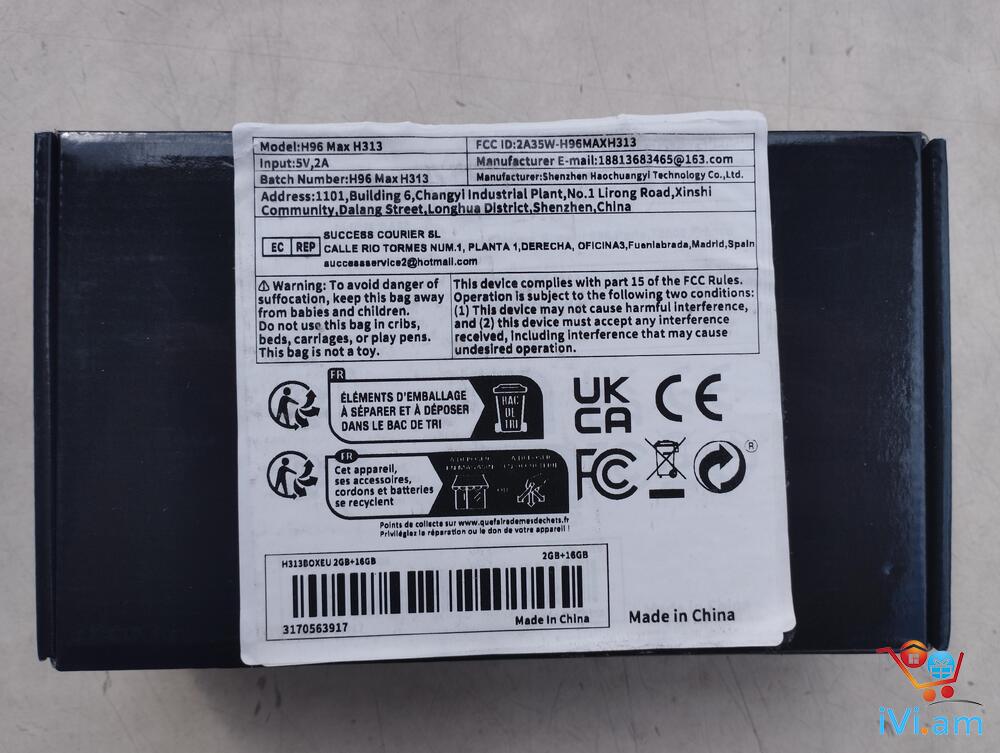 Model:H96 Max H313
FCC ID:2A35W-H96MAXH313
Input:5V,2A
Manufacturer E-mail:18813683465@163.com
Batch Number:H96 Max H313
Manufacturer:Shenzhen Haochuangyi Technology Co.,Ltd.
Address:1101,Building 6,Changyi Industrial Plant,No.1 Lirong Road,Xinshi
Community,Dalang Street,Longhua District,Shenzhen,China
EC REP
SUCCESS COURIER SL
CALLE RIO TORMES NUM.1, PLANTA 1,DERECHA, OFICINA3,Fuenlabrada,Madrid,Spain
successservice2@hotmail.com
⚠ Warning: To avoid danger of
suffocation, keep this bag away
from babies and children.
Do not use this bag in cribs,
beds, carriages, or play pens.
This bag is not a toy.
This device complies with part 15 of the FCC Rules.
Operation is subject to the following two conditions:
(1) This device may not cause harmful interference,
and (2) this device must accept any interference
received, including interference that may cause
undesired operation.
FR
ÉLÉMENTS D'EMBALLAGE
À SÉPARER ET À DÉPOSER
DANS LE BAC DE TRI
BAC
DE
TRI
UK
CA
CE
FR
Cet appareil,
ses accessoires,
cordons et batteries
se recyclent
À DÉPOSER
EN MAGASIN
OU
À DÉPOSER
EN DÉCHÈTERIE
FC
®
Points de collecte sur www.quefairedemesdechets.fr
Privilégiez la réparation ou le don de votre appareil !
H313BOXEU 2GB+16GB
2GB+16GB
3170563917
Made In China
Made in China
iVi.am